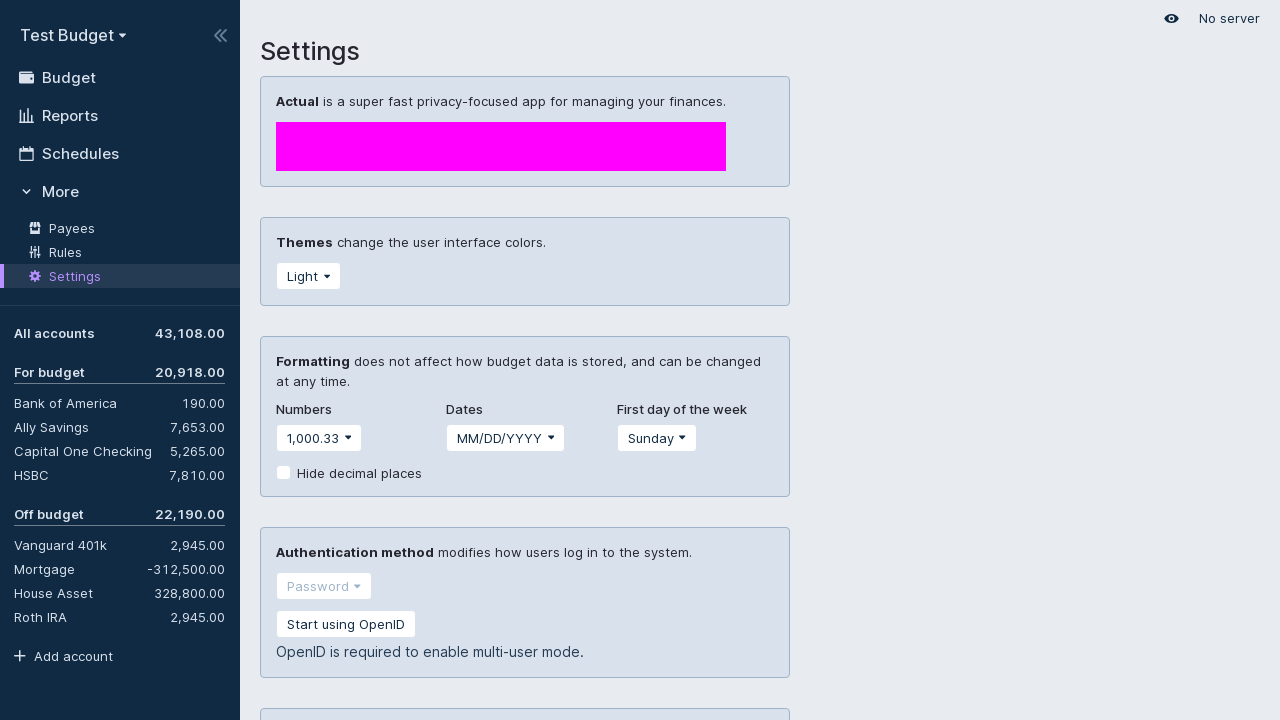 Test Budget
No server
Budget
Reports
Schedules
More
Payees
Rules
Settings
All accounts 43,108.00
For budget 20,918.00
Bank of America 190.00
Ally Savings 7,653.00
Capital One Checking 5,265.00
HSBC 7,810.00
Off budget 22,190.00
Vanguard 401k 2,945.00
Mortgage -312,500.00
House Asset 328,800.00
Roth IRA 2,945.00
Add account
Settings
Actual is a super fast privacy-focused app for managing your finances.
Themes change the user interface colors.
Light
Formatting does not affect how budget data is stored, and can be changed
at any time.
Numbers Dates First day of the week
1,000.33 MM/DD/YYYY Sunday
Hide decimal places
Authentication method modifies how users log in to the system.
Password
Start using OpenID
OpenID is required to enable multi-user mode.